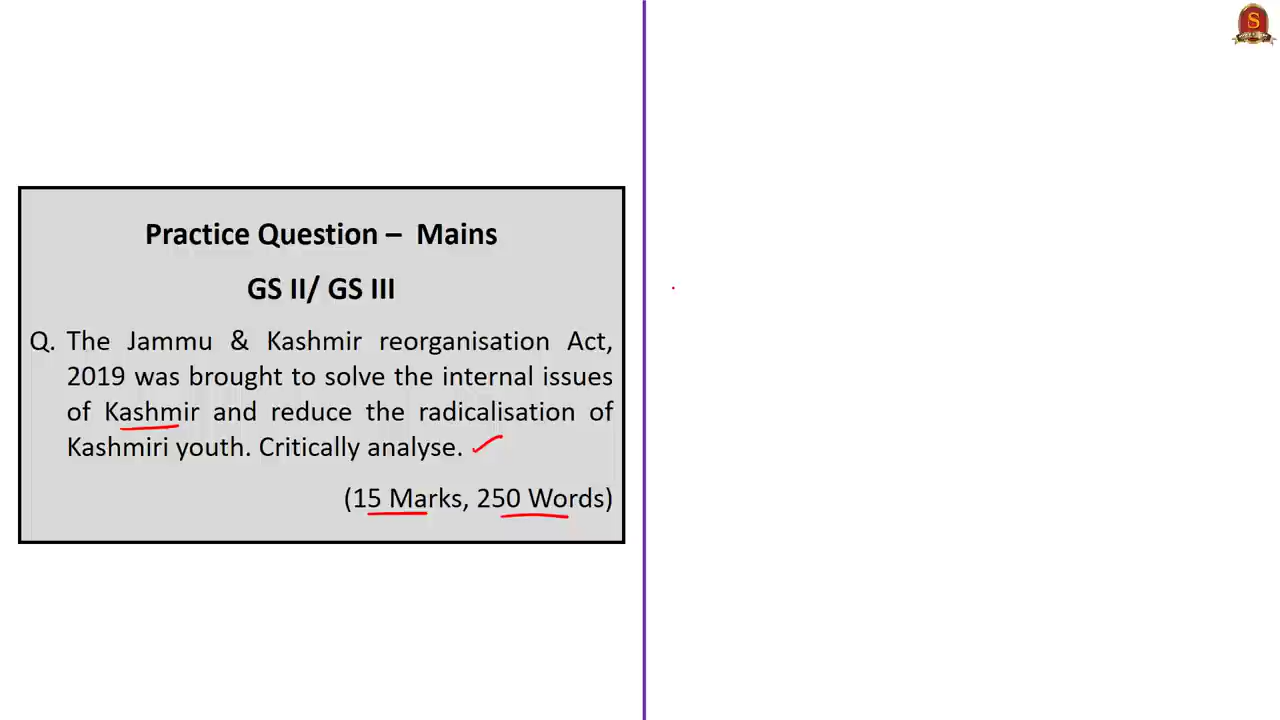 S
Practice Question – Mains
GS II/ GS III
Q. The Jammu & Kashmir reorganisation Act,
2019 was brought to solve the internal issues
of Kashmir and reduce the radicalisation of
Kashmiri youth. Critically analyse.
(15 Marks, 250 Words)